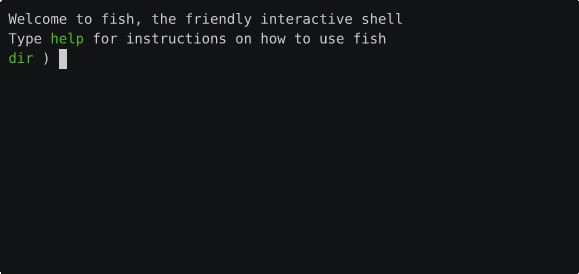 Welcome to fish, the friendly interactive shell
Type help for instructions on how to use fish
dir )